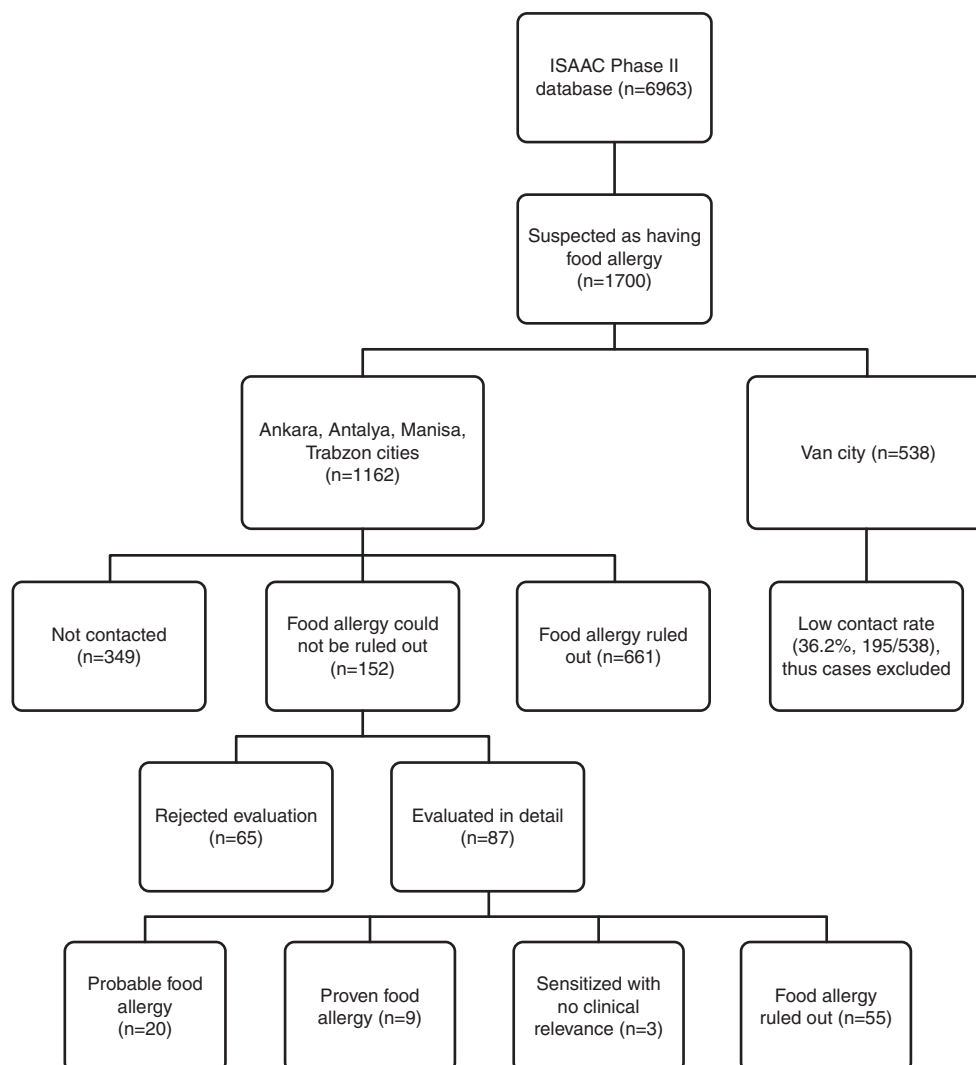 ISAAC Phase II
database (n=6963)
Suspected as having
food allergy
(n=1700)
Ankara, Antalya, Manisa,
Trabzon cities
(n=1162)
Van city (n=538)
Not contacted
(n=349)
Food allergy could
not be ruled out
(n=152)
Food allergy ruled
out (n=661)
Low contact rate
(36.2%, 195/538),
thus cases excluded
Rejected evaluation
(n=65)
Evaluated in detail
(n=87)
Probable food
allergy
(n=20)
Proven food
allergy (n=9)
Sensitized with
no clinical
relevance (n=3)
Food allergy
ruled out (n=55)